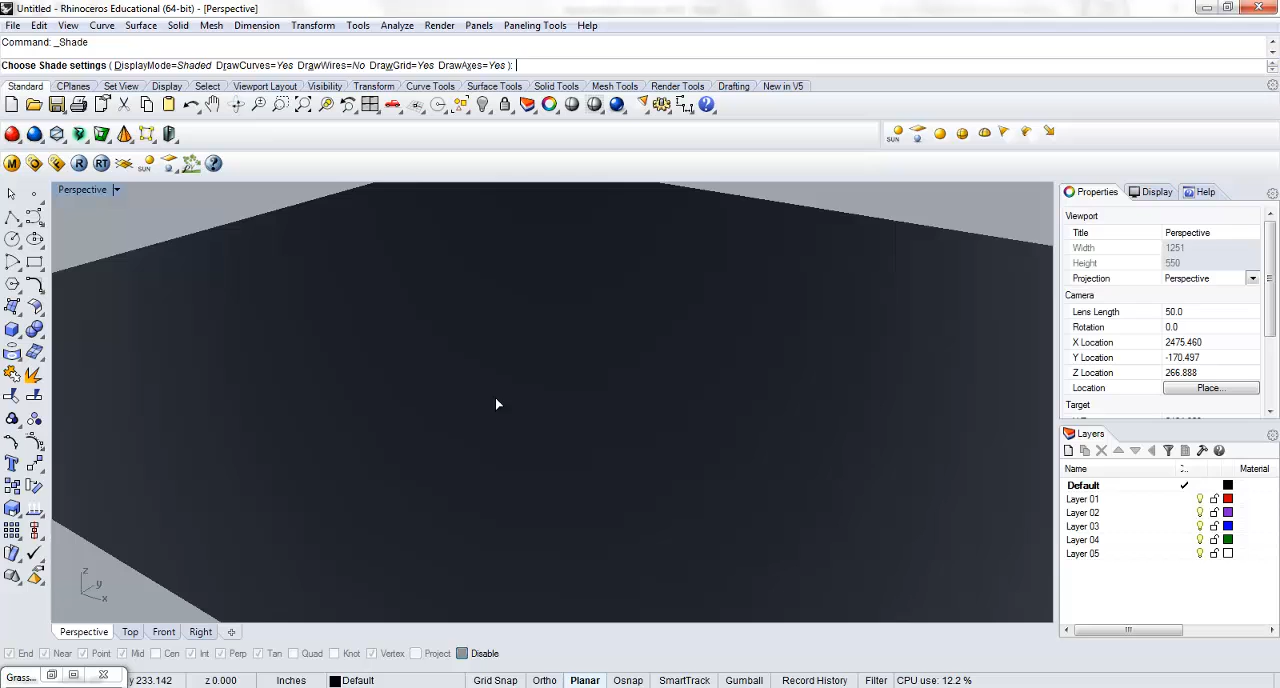 Untitled - Rhinoceros Educational (64-bit) - [Perspective]
File Edit View Curve Surface Solid Mesh Dimension Transform Tools Analyze Render Panels Paneling Tools Help
Command: _Shade
Choose Shade settings ( DisplayMode=Shaded DrawCurves=Yes DrawWires=No DrawGrid=Yes DrawAxes=Yes ):
Standard CPlanes Set View Display Select Viewport Layout Visibility Transform Curve Tools Surface Tools Solid Tools Mesh Tools Render Tools Drafting New in V5
SUN
M R RT SUN
Perspective
Properties Display Help
Viewport
Title Perspective
Width 1251
Height 550
Projection Perspective
Camera
Lens Length 50.0
Rotation 0.0
X Location 2475.460
Y Location -170.497
Z Location 266.888
Location Place...
Target
Layers
Name Material
Default
Layer 01
Layer 02
Layer 03
Layer 04
Layer 05
z
y
x
Perspective Top Front Right
End Near Point Mid Cen Int Perp Tan Quad Knot Vertex Project Disable
Grass... y 233.142 z 0.000 Inches Default Grid Snap Ortho Planar Osnap SmartTrack Gumball Record History Filter CPU use: 12.2 %